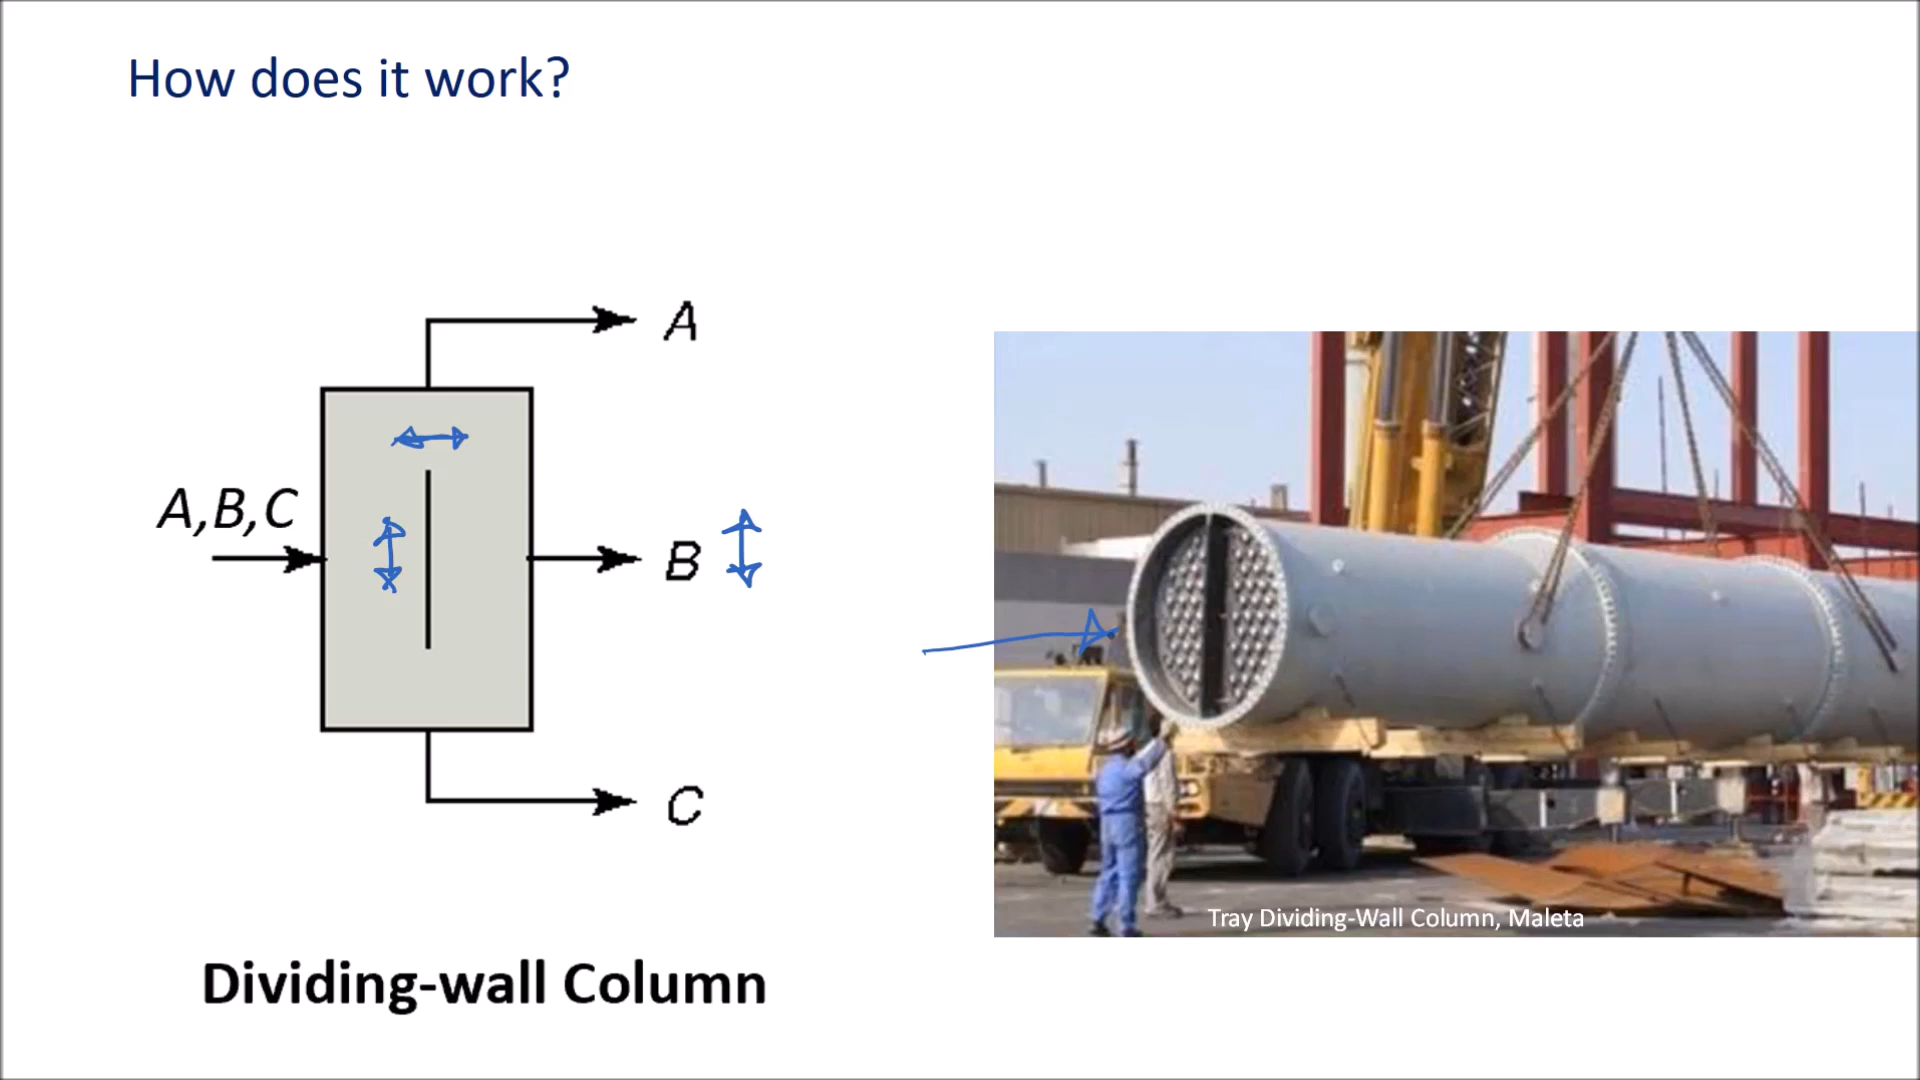 How does it work?
A
A,B,C
B
C
Tray Dividing-Wall Column, Maleta
Dividing-wall Column